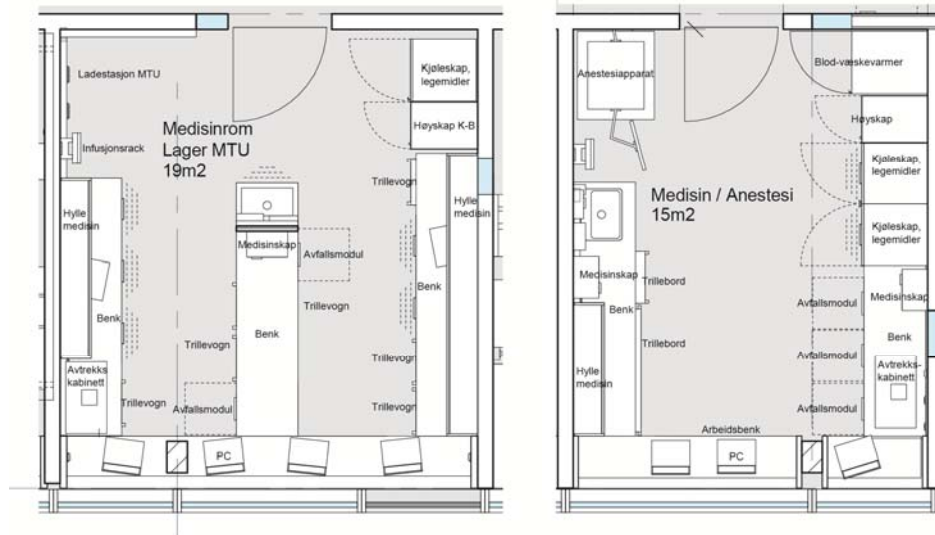 Ladestasjon MTU
Kjøleskap,
legemidler
Høyskap K-B
Medisinrom
Lager MTU
19m2
Infusjonsrack
Trillevogn
Hylle
medisin
Hylle
medisin
Medisinskap
Avfallsmodul
Benk
Trillevogn
Benk
Benk
Trillevogn
Trillevogn
Avtrekks
kabinett
Trillevogn
Avfallsmodul
Trillevogn
PC
Anestesiapparat
Blod-væskevarmer
Høyskap
Kjøleskap,
legemidler
Medisin / Anestesi
15m2
Kjøleskap,
legemidler
Medisinskap
Trillebord
Medisinskap
Avfallsmodul
Benk
Benk
Trillebord
Avfallsmodul
Avtrekks-
kabinett
Hylle
medisin
Avfallsmodul
Arbeidsbenk
PC